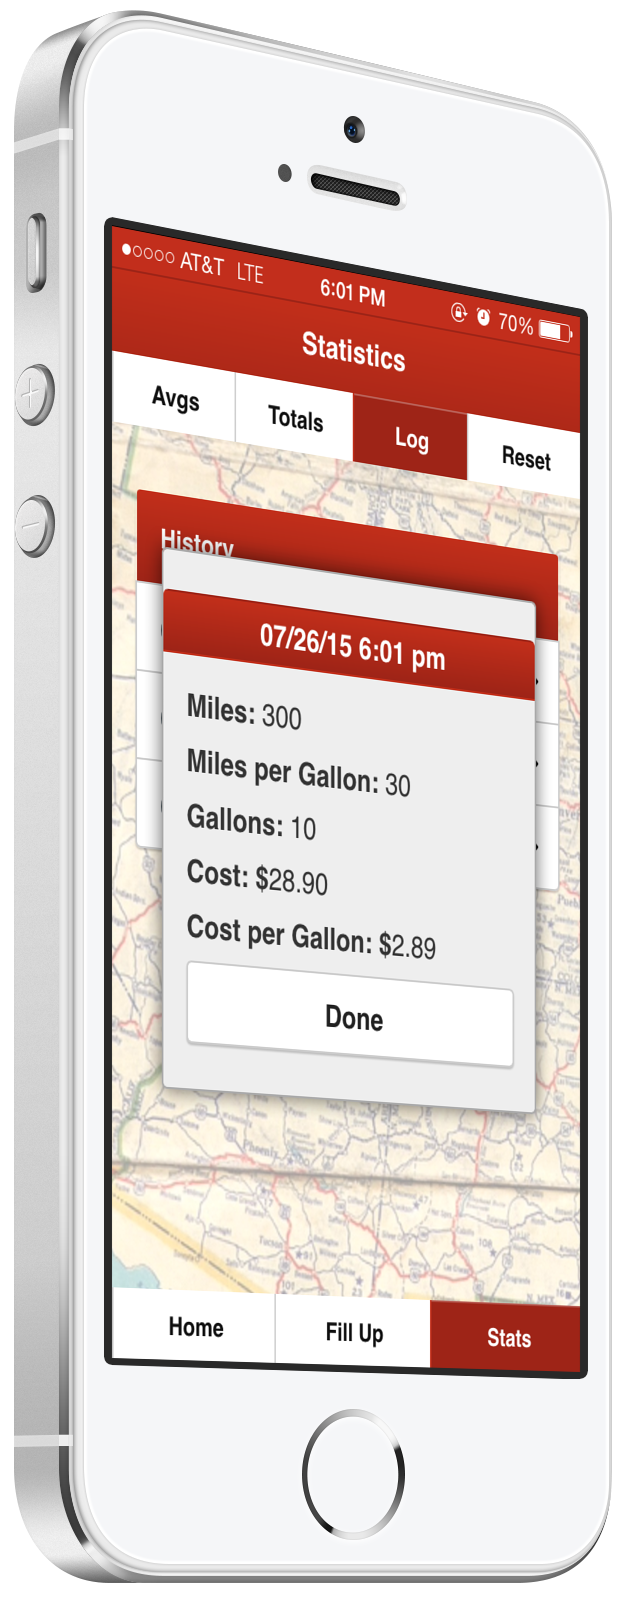 AT&T LTE 6:01 PM 70%
Statistics
Avgs Totals Log Reset
History
07/26/15 6:01 pm
Miles: 300
Miles per Gallon: 30
Gallons: 10
Cost: $28.90
Cost per Gallon: $2.89
Done
Phoenix
N. MEX.
Home Fill Up Stats